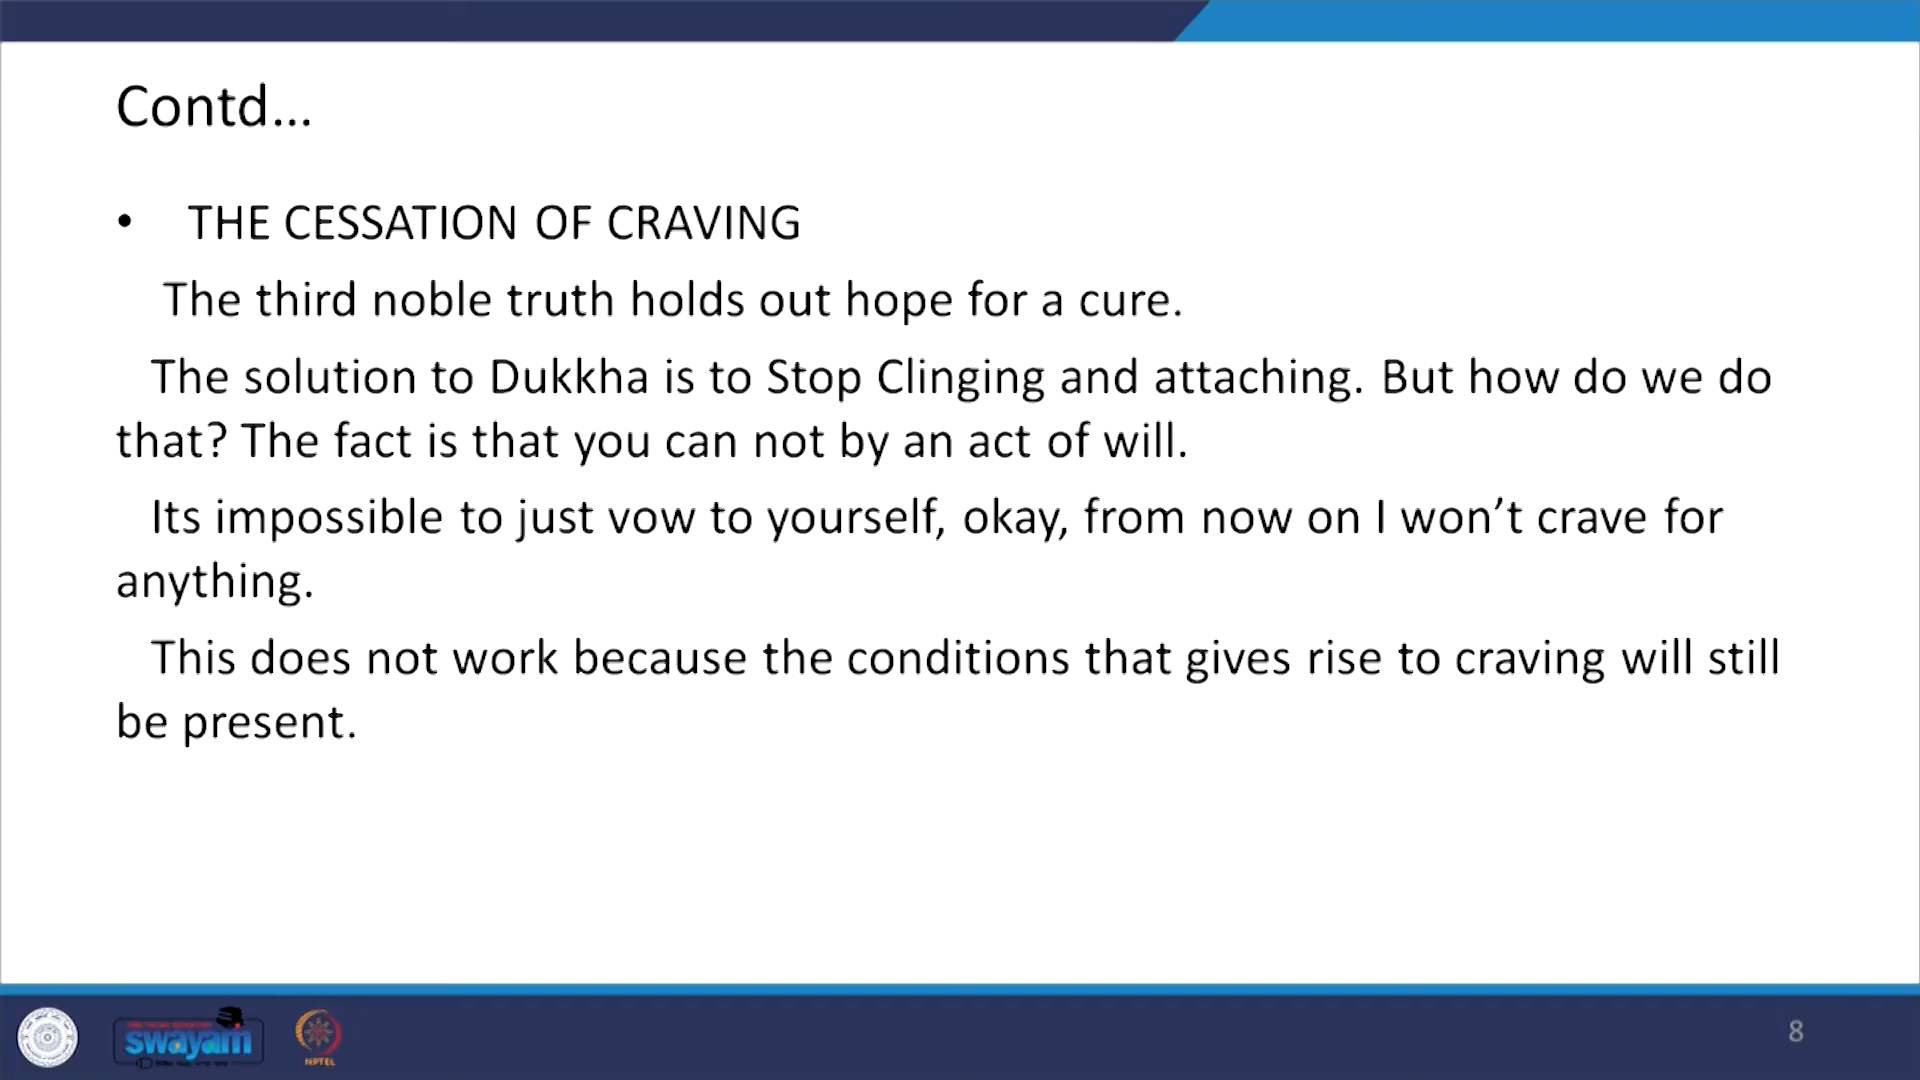 Contd...
• THE CESSATION OF CRAVING
The third noble truth holds out hope for a cure.
The solution to Dukkha is to Stop Clinging and attaching. But how do we do
that? The fact is that you can not by an act of will.
Its impossible to just vow to yourself, okay, from now on I won’t crave for
anything.
This does not work because the conditions that gives rise to craving will still
be present.
swayam
NPTEL
8